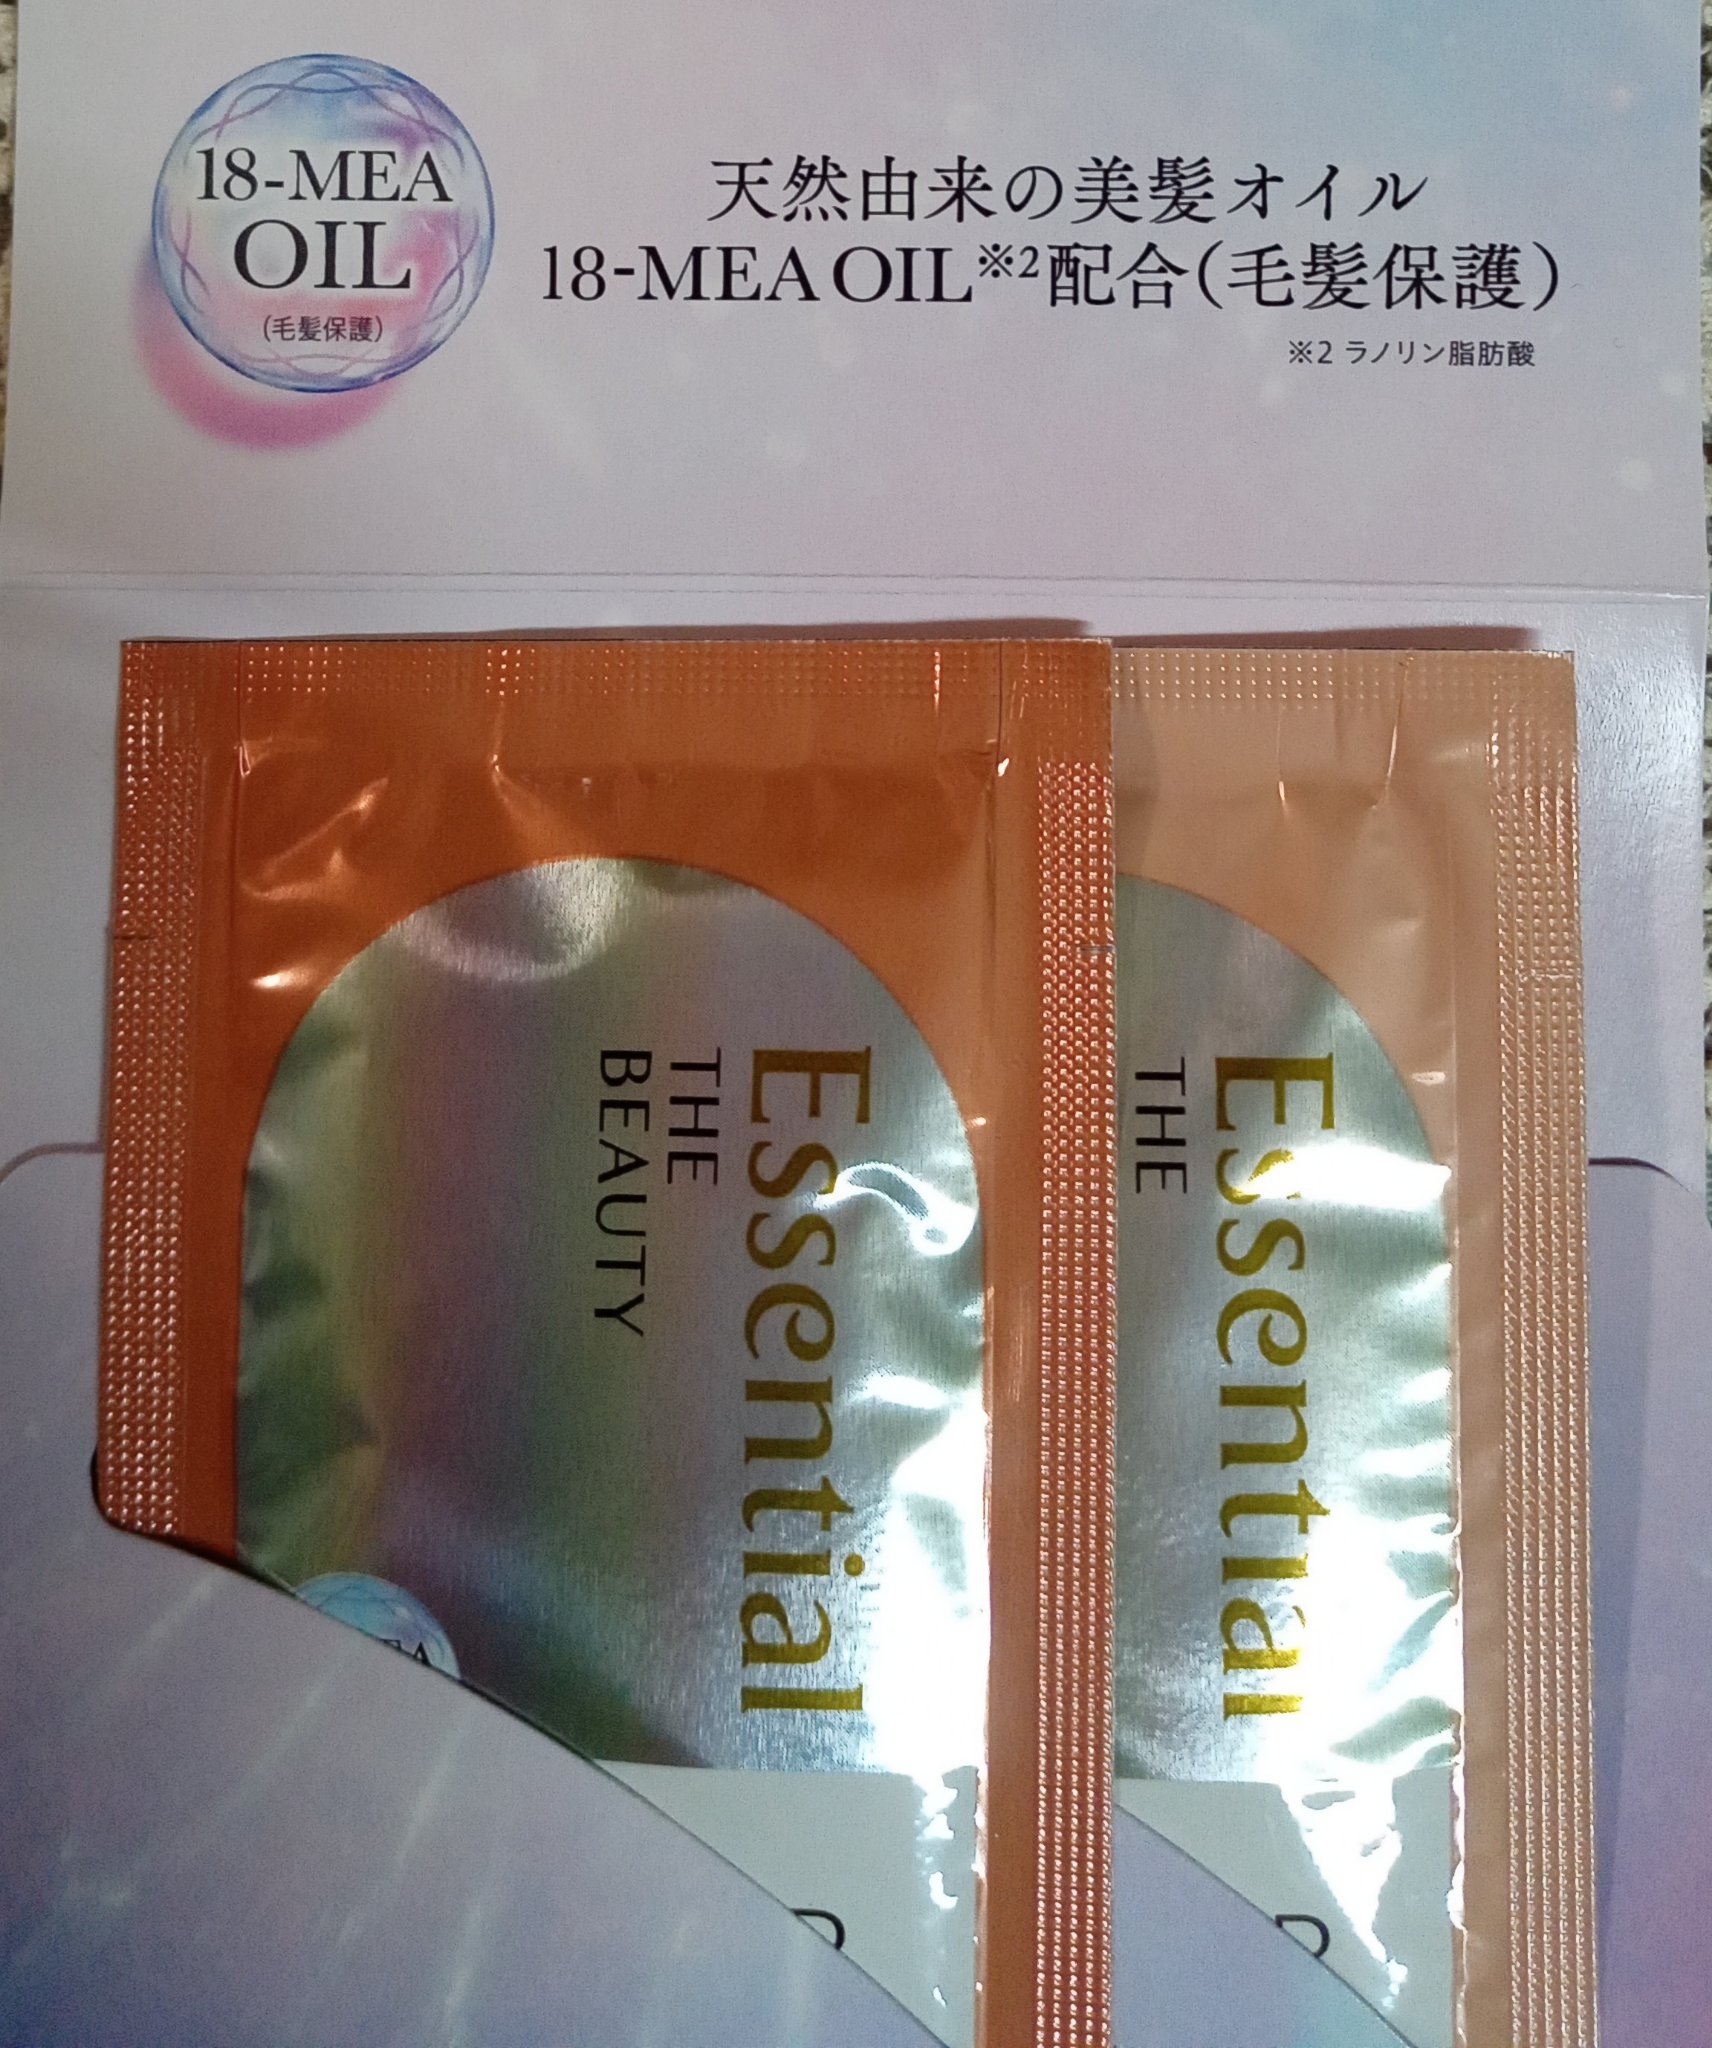 18-MEA
OIL
(毛髪保護)
天然由来の美髪オイル
18-MEA OIL※2配合(毛髪保護)
※2 ラノリン脂肪酸
Essential
THE
BEAUTY
Essential
THE